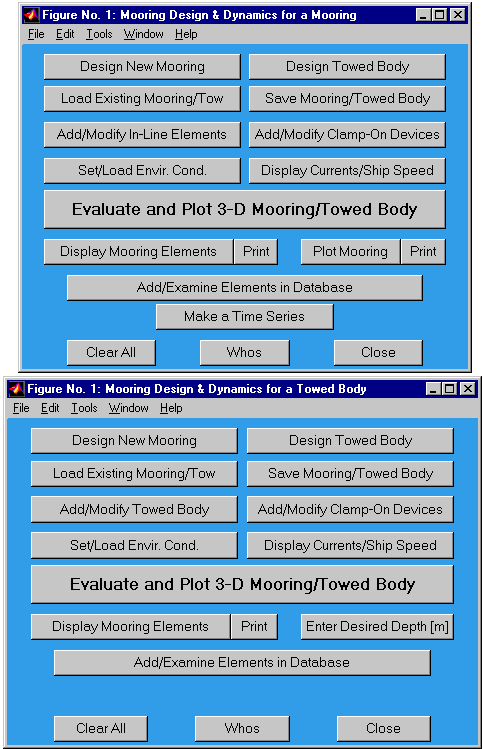 Figure No. 1: Mooring Design & Dynamics for a Mooring
File Edit Tools Window Help
Design New Mooring Design Towed Body
Load Existing Mooring/Tow Save Mooring/Towed Body
Add/Modify In-Line Elements Add/Modify Clamp-On Devices
Set/Load Envir. Cond. Display Currents/Ship Speed
Evaluate and Plot 3-D Mooring/Towed Body
Display Mooring Elements Print Plot Mooring Print
Add/Examine Elements in Database
Make a Time Series
Clear All Whos Close
Figure No. 1: Mooring Design & Dynamics for a Towed Body
File Edit Tools Window Help
Design New Mooring Design Towed Body
Load Existing Mooring/Tow Save Mooring/Towed Body
Add/Modify Towed Body Add/Modify Clamp-On Devices
Set/Load Envir. Cond. Display Currents/Ship Speed
Evaluate and Plot 3-D Mooring/Towed Body
Display Mooring Elements Print Enter Desired Depth [m]
Add/Examine Elements in Database
Clear All Whos Close